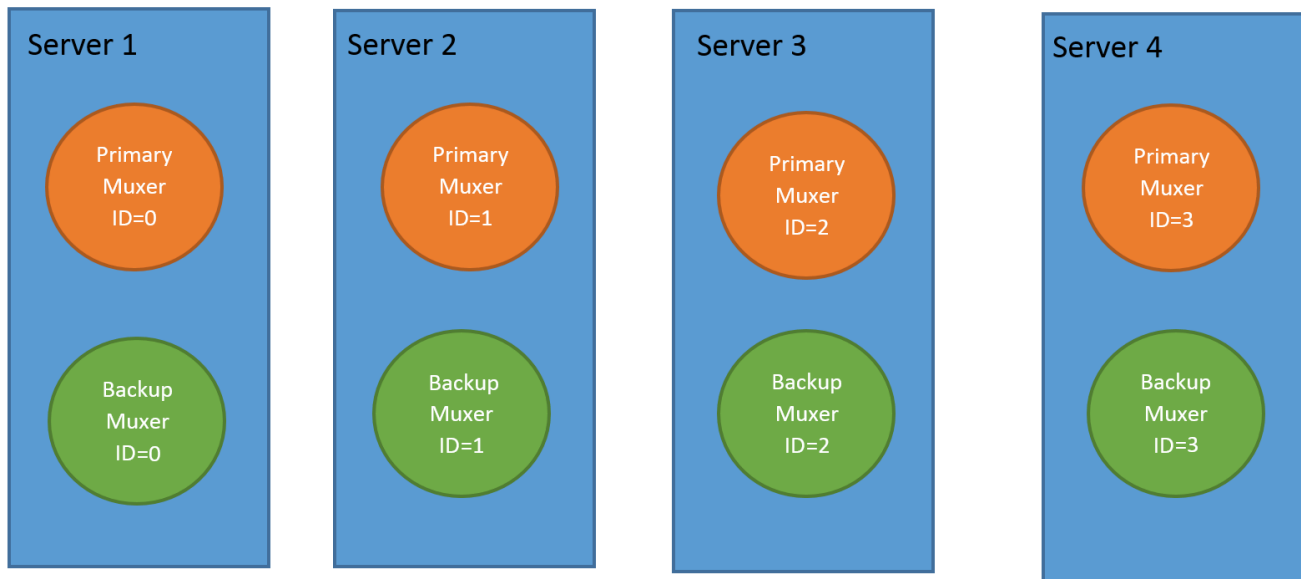 Server 1
Primary
Muxer
ID=0
Backup
Muxer
ID=0
Server 2
Primary
Muxer
ID=1
Backup
Muxer
ID=1
Server 3
Primary
Muxer
ID=2
Backup
Muxer
ID=2
Server 4
Primary
Muxer
ID=3
Backup
Muxer
ID=3